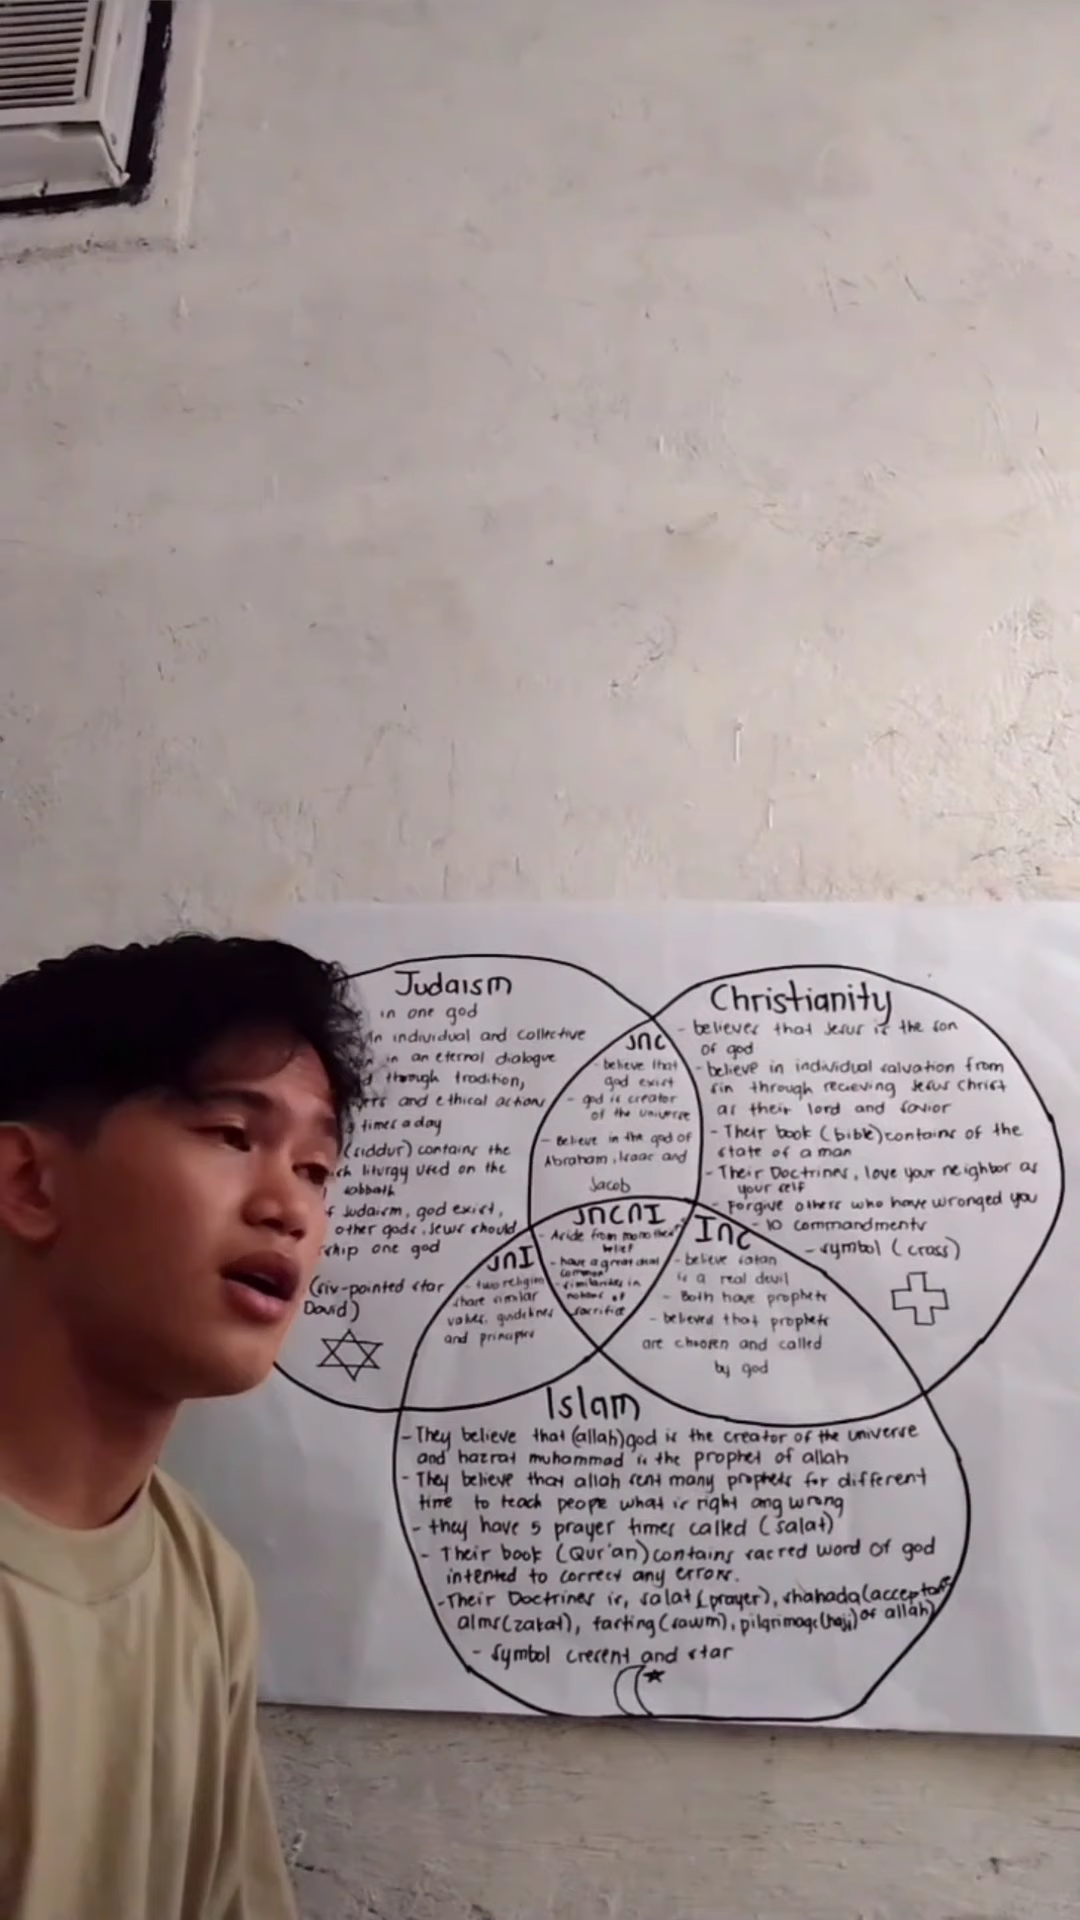 Judaism
in one god
in individual and collective
in an eternal dialogue
through tradition,
and ethical actions
times a day
(siddur) contains the
liturgy used on the
sabbath
Judaism, god exist,
other gods. Jews should
one god
(six-pointed star
David)
J∩C
- believe that
god exist
- god is creator
of the universe
- Believe in the god of
Abraham, Isaac and
Jacob
Christianity
- believes that Jesus is the son
of god
- believe in individual salvation from
sin through recieving Jesus Christ
as their lord and savior
- Their book (bible) contains of the
state of a man
- Their Doctrines, love your neighbor as
your self
- Forgive others who have wronged you
- 10 commandments
- symbol (cross)
J∩C∩I
- Aside from
belief
- have a great deal
common
- similarities in
notions of
sacrifice
J∩I
- two religion
share similar
values, guidelines
and principles
I∩C
- believe satan
is a real devil
- Both have prophets
- believed that prophets
are choosen and called
by god
Islam
- They believe that (allah) god is the creator of the universe
and hazrat muhammad is the prophet of allah
- They believe that allah sent many prophets for different
time to teach peope what is right ang wrong
- they have 5 prayer times called (salat)
- Their book (Qur'an) contains sacred word of god
intented to correct any errors.
- Their Doctrines is, salat (prayer), shahada (acceptance
alms (zakat), fasting (sawm), pilgrimage (hajj) of allah)
- symbol cresent and star